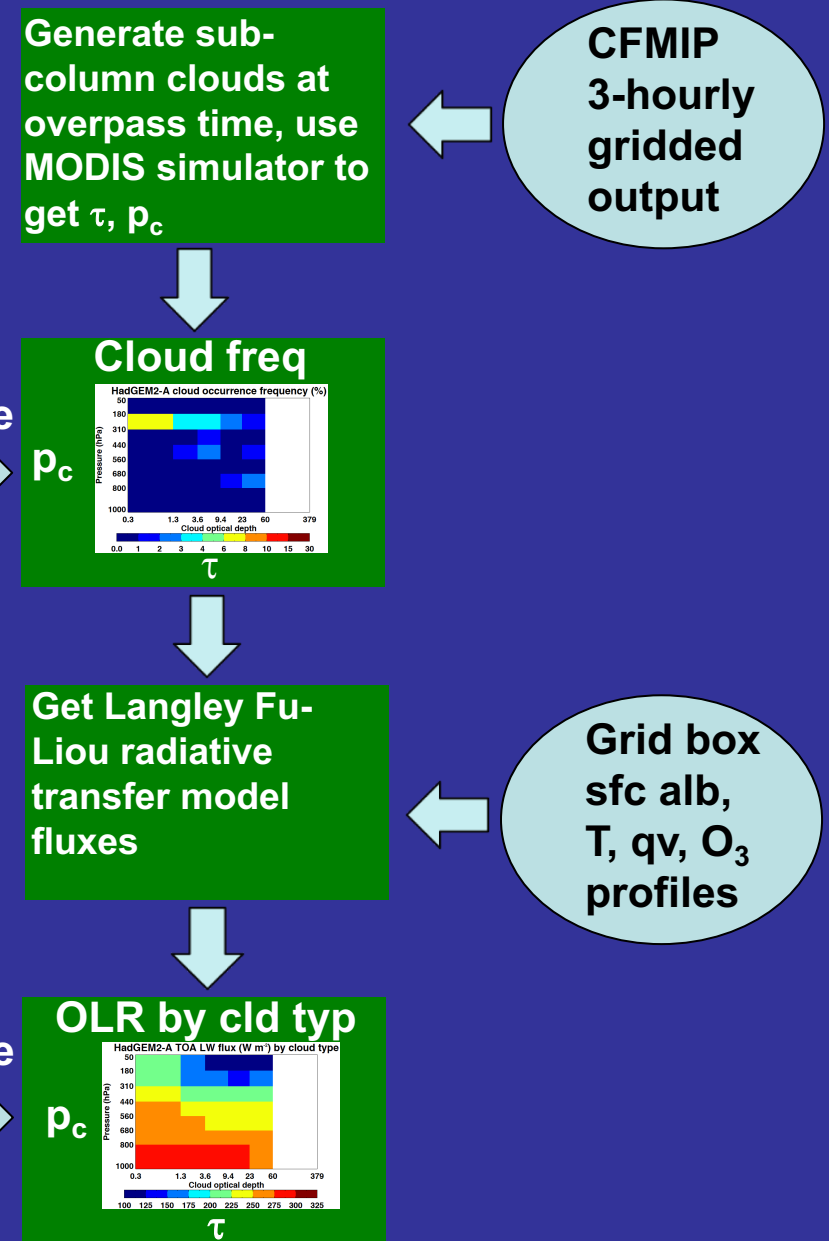 Generate sub-
column clouds at
overpass time, use
MODIS simulator to
get τ, pc
CFMIP
3-hourly
gridded
output
Cloud freq
HadGEM2-A cloud occurrence frequency (%)
e
pc
Pressure (hPa)
50
180
310
440
560
680
800
1000
0.3 1.3 3.6 9.4 23 60 379
Cloud optical depth
0.0 1 2 3 4 6 8 10 15 30
τ
Get Langley Fu-
Liou radiative
transfer model
fluxes
Grid box
sfc alb,
T, qv, O3
profiles
OLR by cld typ
HadGEM2-A TOA LW flux (W m-2) by cloud type
e
pc
Pressure (hPa)
50
180
310
440
560
680
800
1000
0.3 1.3 3.6 9.4 23 60 379
Cloud optical depth
100 125 150 175 200 225 250 275 300 325
τ